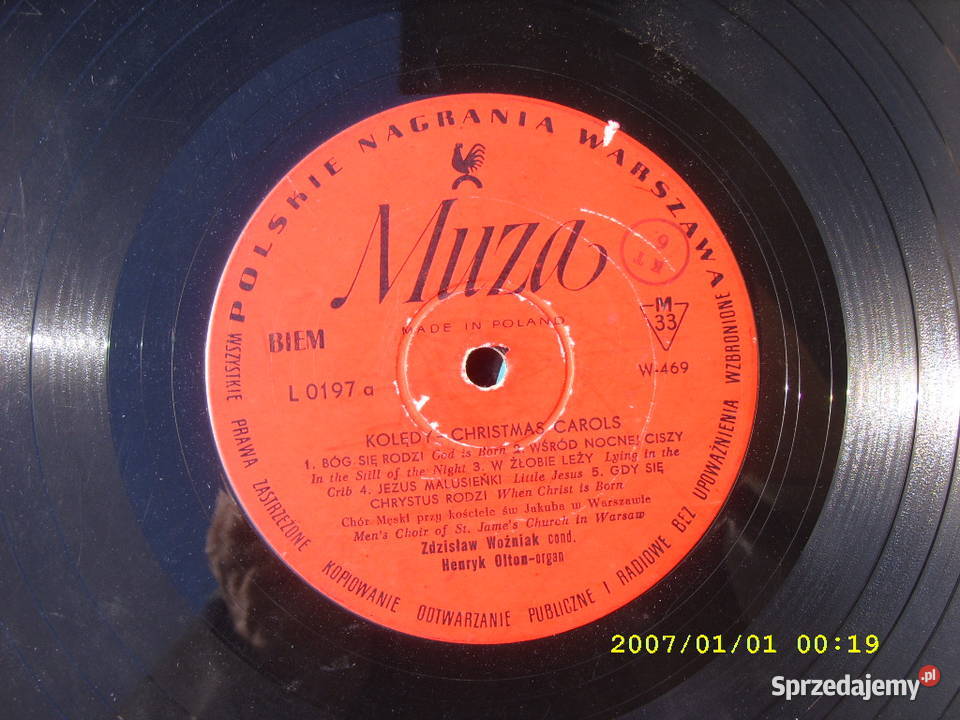 POLSKIE NAGRANIA WARSZAWA
Muza
KT
6
MADE IN POLAND
M
33
BIEM
W-469
L 0197 a
KOLĘDY - CHRISTMAS CAROLS
1. BÓG SIĘ RODZI God is Born 2. WŚRÓD NOCNEJ CISZY
In the Still of the Night 3. W ŻŁOBIE LEŻY Lying in the
Crib 4. JEZUS MALUSIEŃKI Little Jesus 5. GDY SIĘ
CHRYSTUS RODZI When Christ is Born
Chór Męski przy kościele św Jakuba w Warszawie
Men's Choir of St. Jame's Church in Warsaw
Zdzisław Woźniak cond.
Henryk Olton-organ
WSZYSTKIE PRAWA ZASTRZEŻONE KOPIOWANIE ODTWARZANIE PUBLICZNE I RADIOWE BEZ UPOWAŻNIENIA WZBRONIONE
2007/01/01 00:19
Sprzedajemy.pl